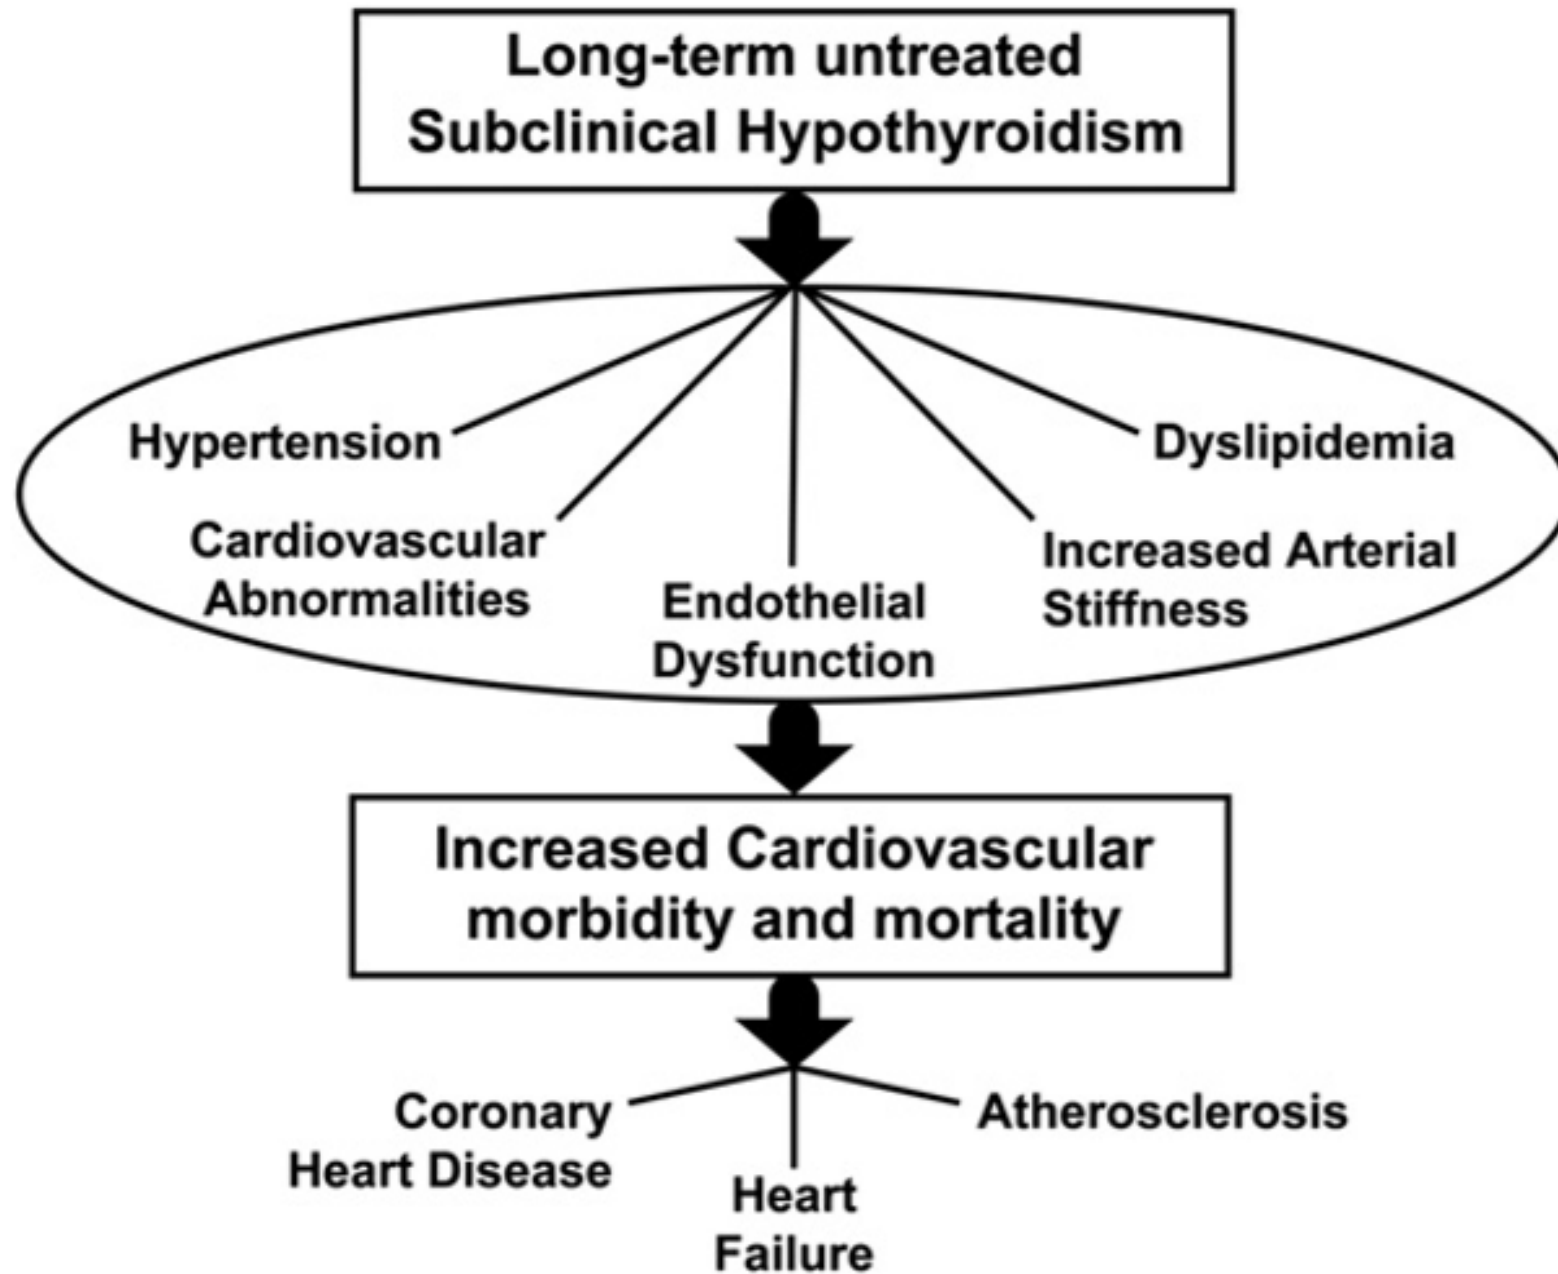 Long-term untreated
Subclinical Hypothyroidism
Hypertension
Dyslipidemia
Cardiovascular
Abnormalities
Increased Arterial
Stiffness
Endothelial
Dysfunction
Increased Cardiovascular
morbidity and mortality
Coronary
Heart Disease
Atherosclerosis
Heart
Failure